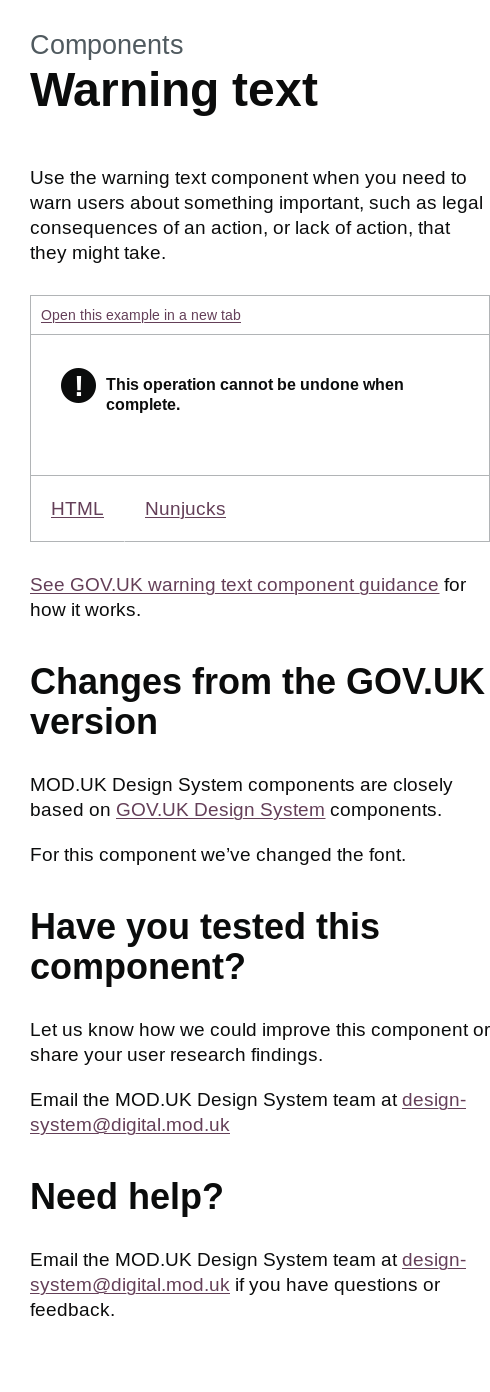 Components
Warning text
Use the warning text component when you need to
warn users about something important, such as legal
consequences of an action, or lack of action, that
they might take.
Open this example in a new tab
! This operation cannot be undone when
complete.
HTML Nunjucks
See GOV.UK warning text component guidance for
how it works.
Changes from the GOV.UK
version
MOD.UK Design System components are closely
based on GOV.UK Design System components.
For this component we’ve changed the font.
Have you tested this
component?
Let us know how we could improve this component or
share your user research findings.
Email the MOD.UK Design System team at design-
system@digital.mod.uk
Need help?
Email the MOD.UK Design System team at design-
system@digital.mod.uk if you have questions or
feedback.